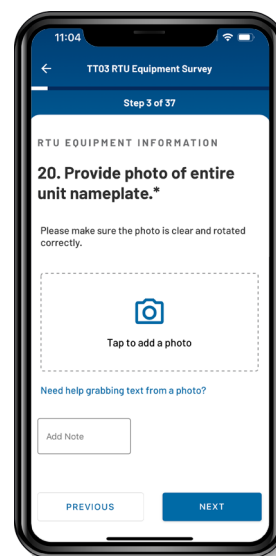 11:04
TT03 RTU Equipment Survey
Step 3 of 37
RTU EQUIPMENT INFORMATION
20. Provide photo of entire
unit nameplate.*
Please make sure the photo is clear and rotated
correctly.
Tap to add a photo
Need help grabbing text from a photo?
Add Note
PREVIOUS
NEXT